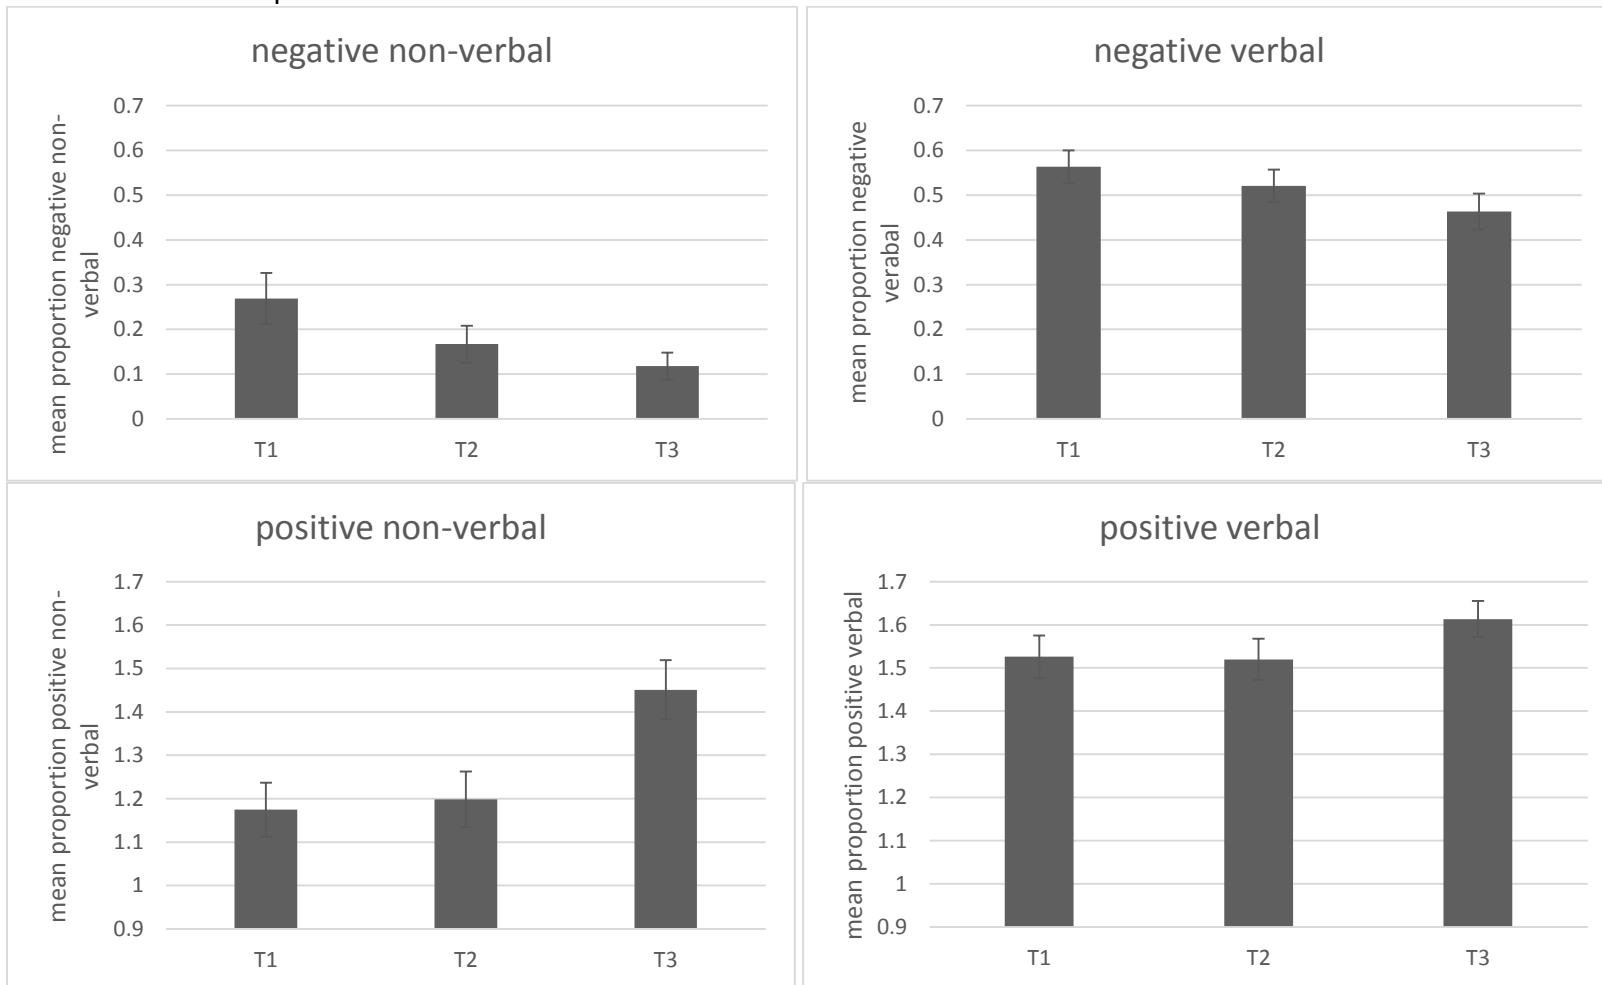 negative non-verbal
mean proportion negative non-
verbal
0.7
0.6
0.5
0.4
0.3
0.2
0.1
0
T1 T2 T3
negative verbal
mean proportion negative
verabal
0.7
0.6
0.5
0.4
0.3
0.2
0.1
0
T1 T2 T3
positive non-verbal
mean proportion positive non-
verbal
1.7
1.6
1.5
1.4
1.3
1.2
1.1
1
0.9
T1 T2 T3
positive verbal
mean proportion positive verbal
1.7
1.6
1.5
1.4
1.3
1.2
1.1
1
0.9
T1 T2 T3